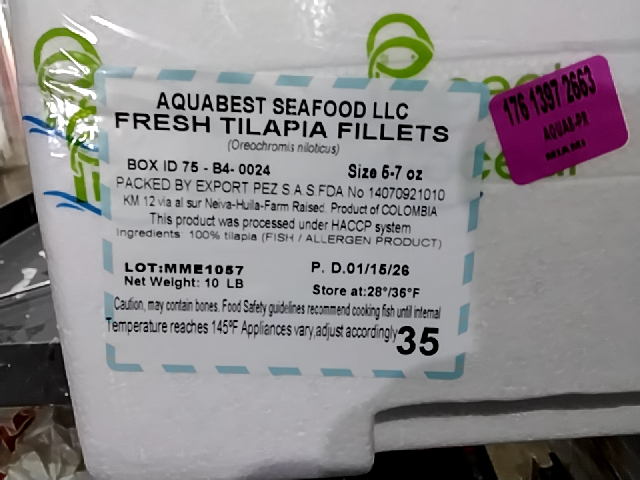 AQUABEST SEAFOOD LLC
FRESH TILAPIA FILLETS
(Oreochromis niloticus)
BOX ID 75 - B4- 0024 Size 5-7 oz
PACKED BY EXPORT PEZ S.A.S.FDA No 14070921010
KM 12 via al sur Neiva-Huila-Farm Raised. Product of COLOMBIA
This product was processed under HACCP system
Ingredients 100% tilapia (FISH / ALLERGEN PRODUCT)
LOT:MME1057 P. D.01/15/26
Net Weight: 10 LB Store at:28°/36°F
Caution, may contain bones. Food Safety guidelines recommend cooking fish until internal
Temperature reaches 145ºF Appliances vary,adjust accordingly
35
176 1397 2663
AQUAB-PR
MIAMI